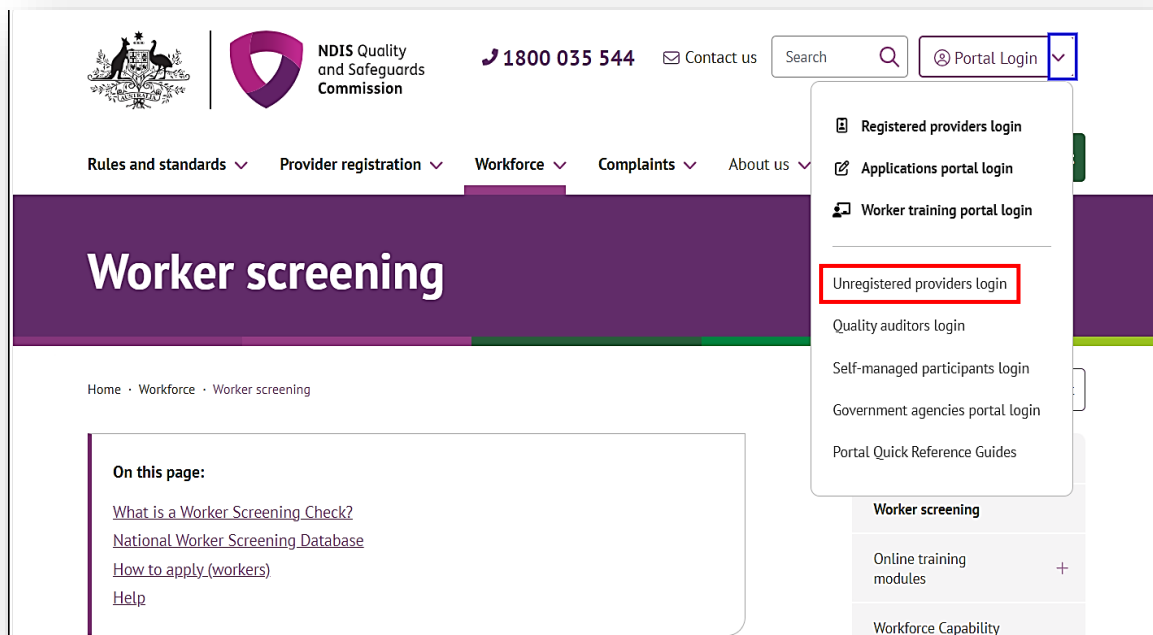 AUSTRALIA
NDIS Quality
and Safeguards
Commission
1800 035 544
Contact us
Search
Portal Login
Registered providers login
Applications portal login
Worker training portal login
Unregistered providers login
Quality auditors login
Self-managed participants login
Government agencies portal login
Portal Quick Reference Guides
Rules and standards
Provider registration
Workforce
Complaints
About us
Worker screening
Home · Workforce · Worker screening
On this page:
What is a Worker Screening Check?
National Worker Screening Database
How to apply (workers)
Help
Worker screening
Online training
modules
Workforce Capability